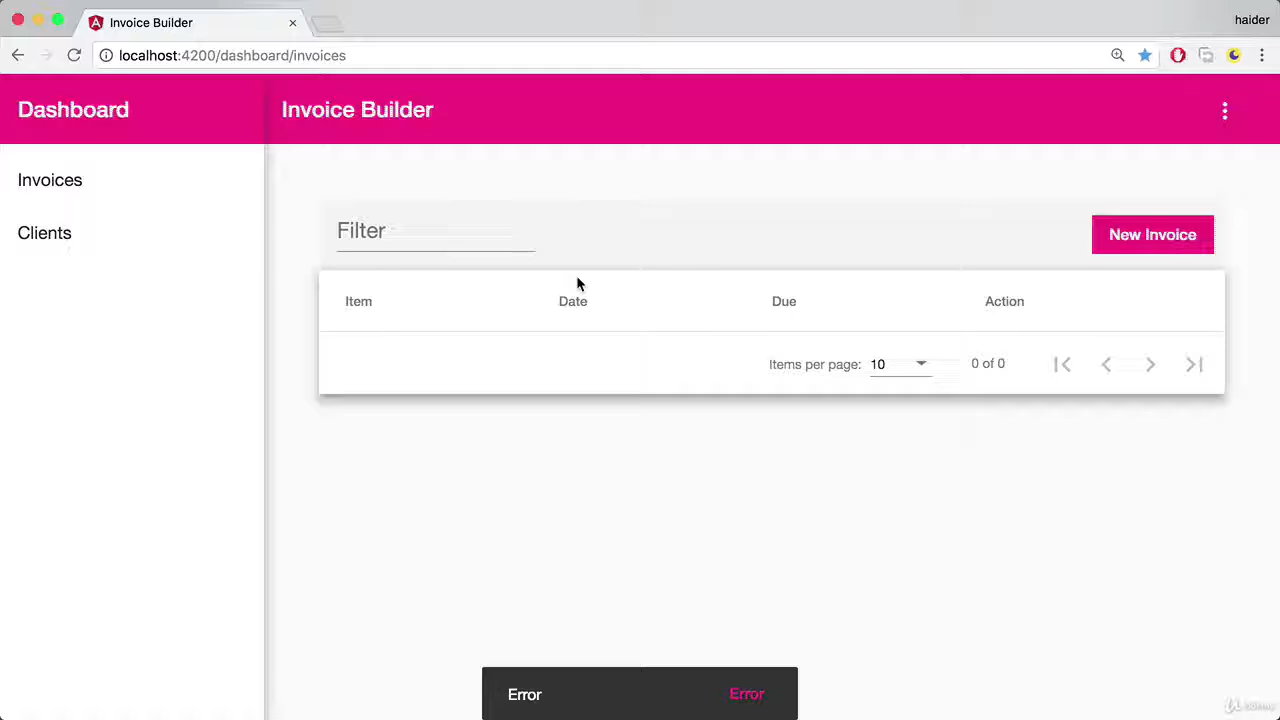 Invoice Builder
haider
localhost:4200/dashboard/invoices
Dashboard
Invoice Builder
Invoices
Clients
Filter
New Invoice
Item Date Due Action
Items per page: 10 0 of 0
Error Error